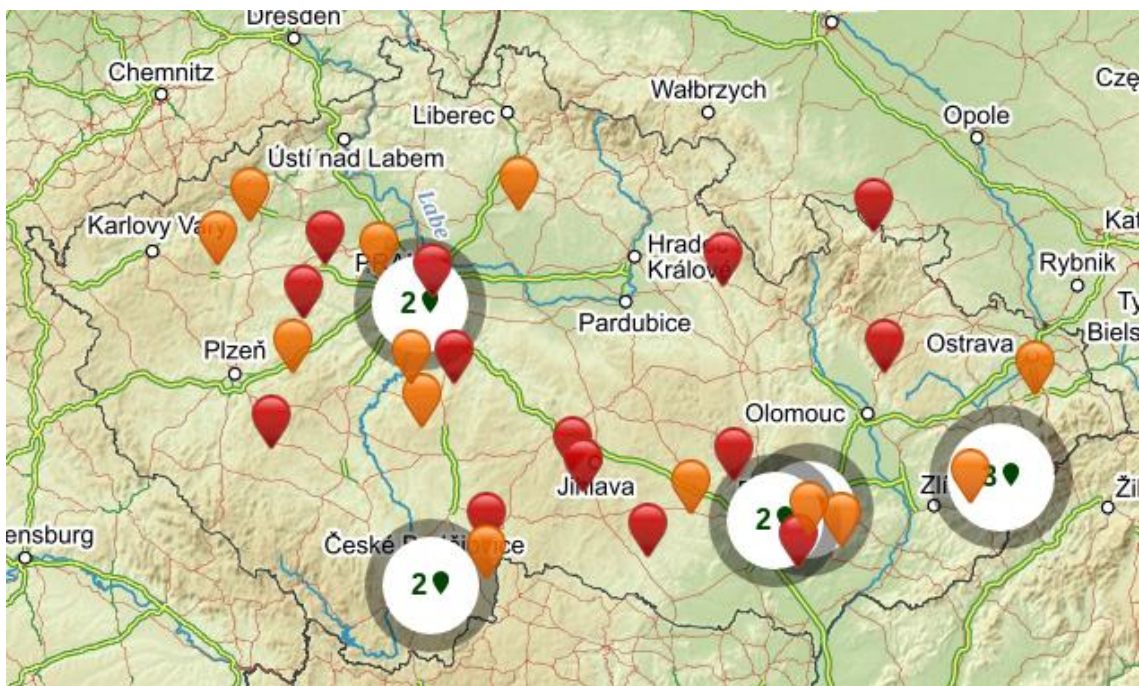 Dresden
Chemnitz
Liberec
Wałbrzych
Opole
Ústí nad Labem
Labe
Karlovy Vary
Hradec
Králové
Rybnik
Pardubice
Plzeň
Ostrava
Olomouc
Jihlava
2
2
3
2
České Budějovice